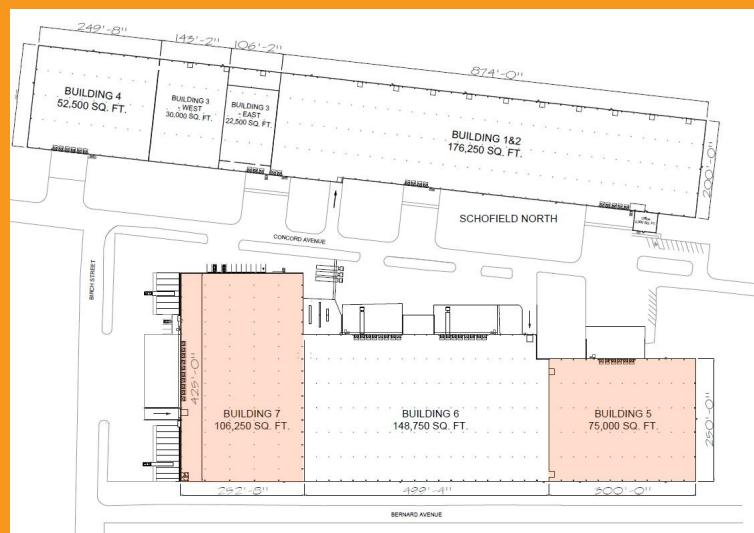 249'-8"
143'-2"
106'-2"
874'-0"
BUILDING 4
52,500 SQ. FT.
BUILDING 3
- WEST
30,000 SQ. FT.
BUILDING 3
- EAST
22,500 SQ. FT.
BUILDING 1&2
176,250 SQ. FT.
200'-0"
SCHOFIELD NORTH
CONCORD AVENUE
BIRCH STREET
425'-0"
BUILDING 7
106,250 SQ. FT.
BUILDING 6
148,750 SQ. FT.
BUILDING 5
75,000 SQ. FT.
250'-0"
252'-8"
499'-4"
300'-0"
BERNARD AVENUE